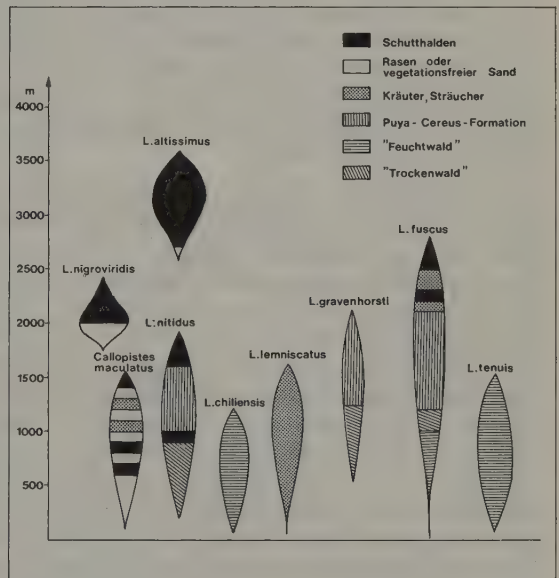 Schutthalden
Rasen oder
vegetationsfreier Sand
Kräuter, Sträucher
Puya - Cereus - Formation
"Feuchtwald"
"Trockenwald"
m
4000
3500
3000
2500
2000
1500
1000
500
L. altissimus
L. nigroviridis
Callopistes
maculatus
L. nitidus
L. chiliensis
L. lemniscatus
L. gravenhorsti
L. fuscus
L. tenuis